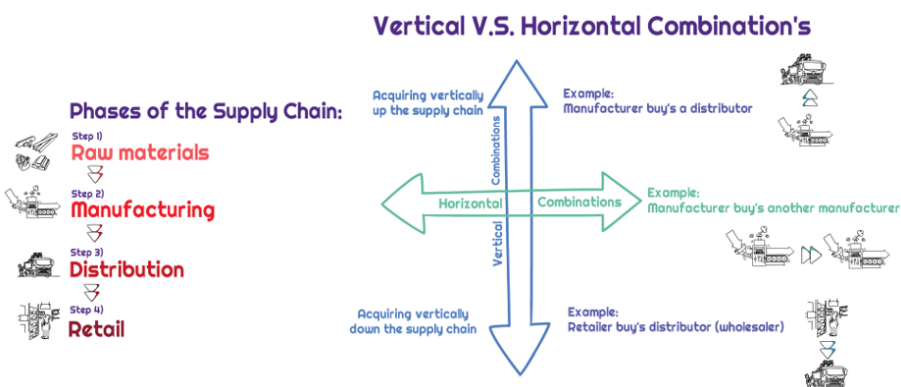 Vertical V.S. Horizontal Combination's
Phases of the Supply Chain:
Step 1)
Raw materials
Step 2)
Manufacturing
Step 3)
Distribution
Step 4)
Retail
Acquiring vertically
up the supply chain
Example:
Manufacturer buy's a distributor
Combinations
Vertical
Horizontal
Combinations
Example:
Manufacturer buy's another manufacturer
Acquiring vertically
down the supply chain
Example:
Retailer buy's distributor (wholesaler)